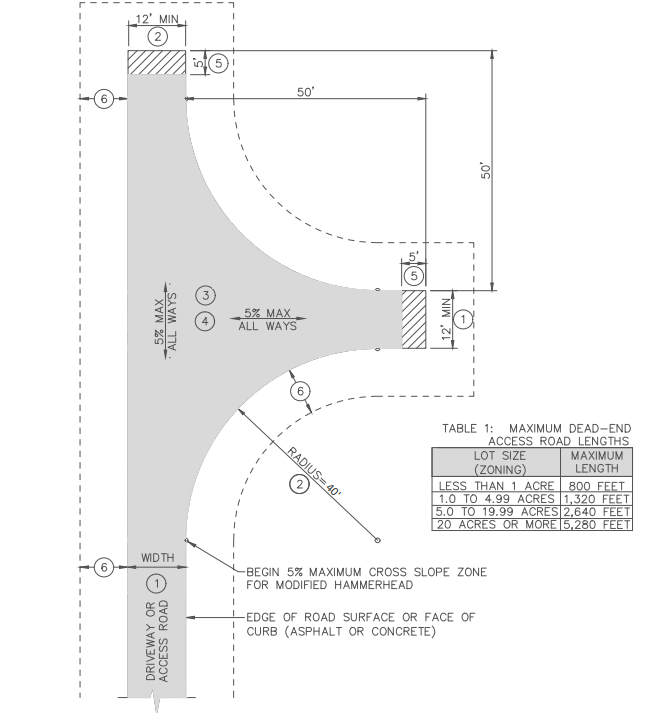 12' MIN
2
5'
5
6
50'
50'
5'
5
3
4
5% MAX
ALL WAYS
5% MAX
ALL WAYS
12' MIN
1
6
RADIUS=40'
2
TABLE 1: MAXIMUM DEAD-END
ACCESS ROAD LENGTHS
LOT SIZE
(ZONING)
MAXIMUM
LENGTH
LESS THAN 1 ACRE 800 FEET
1.0 TO 4.99 ACRES 1,320 FEET
5.0 TO 19.99 ACRES 2,640 FEET
20 ACRES OR MORE 5,280 FEET
6
WIDTH
1
BEGIN 5% MAXIMUM CROSS SLOPE ZONE
FOR MODIFIED HAMMERHEAD
EDGE OF ROAD SURFACE OR FACE OF
CURB (ASPHALT OR CONCRETE)
DRIVEWAY OR
ACCESS ROAD